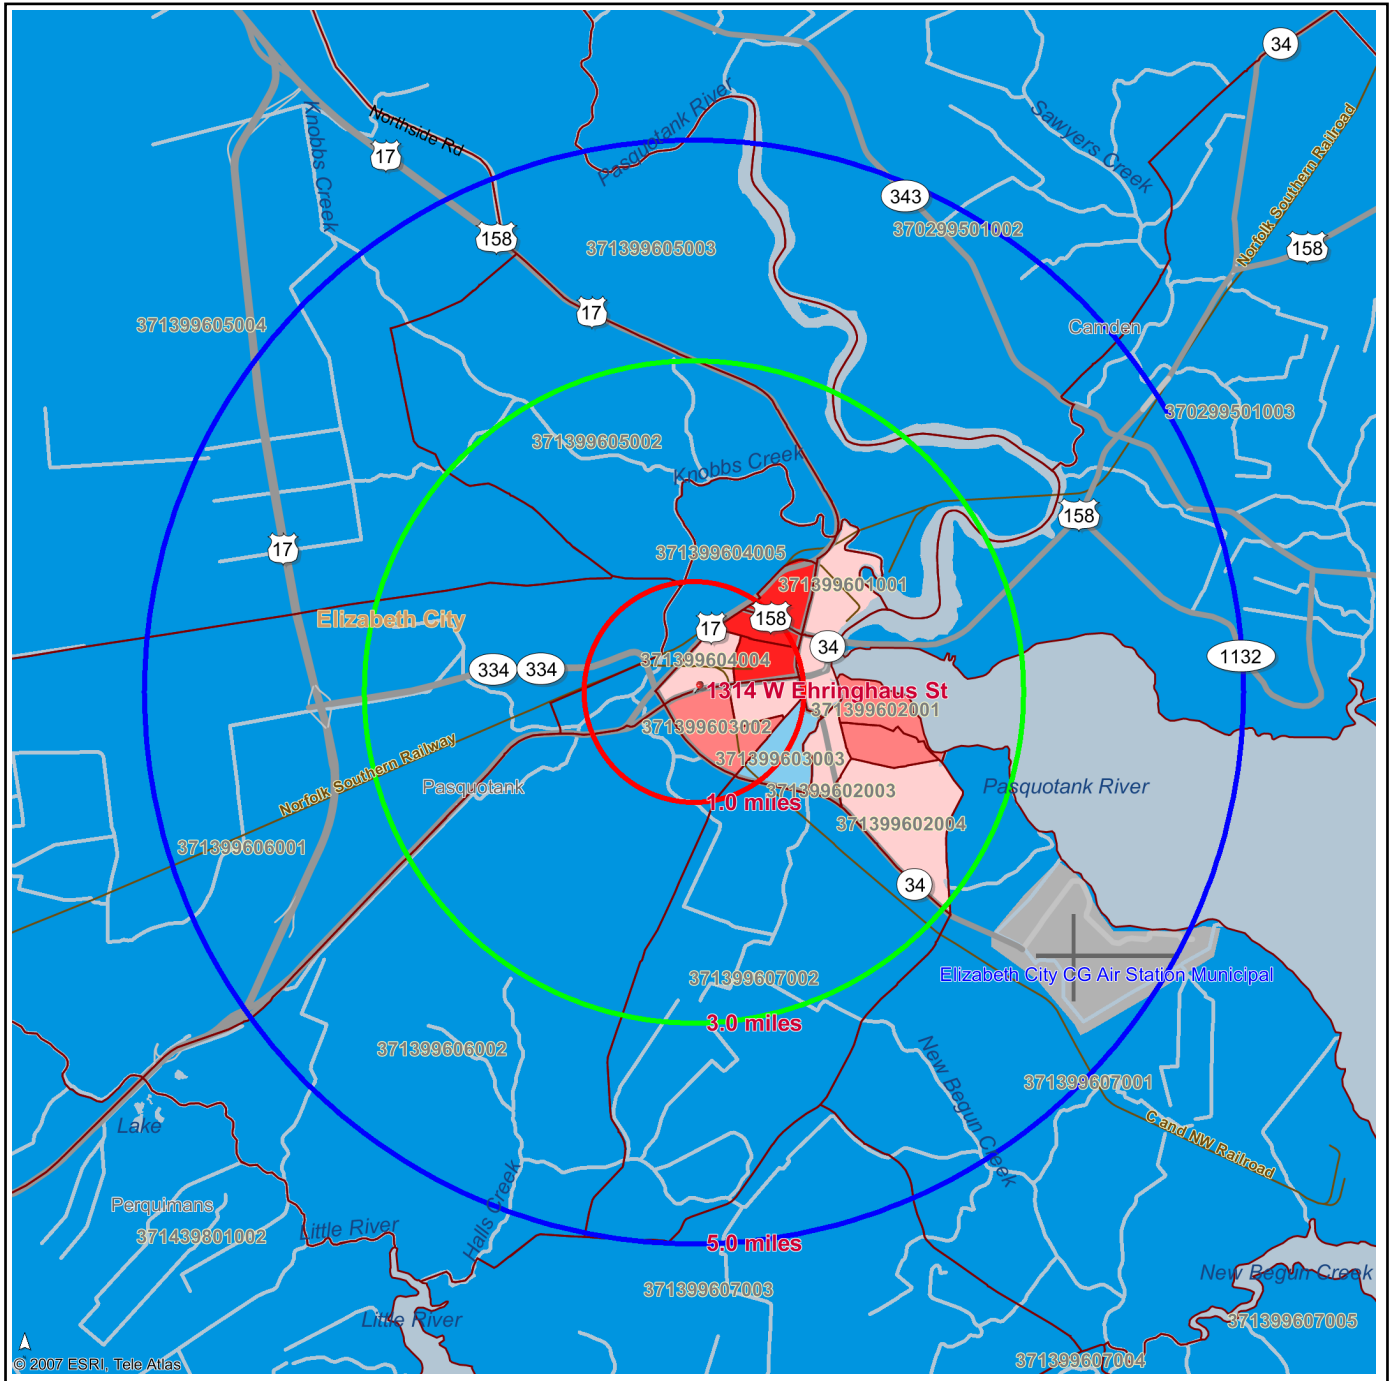 34
Northside Rd
Knobbs Creek
Pasquotank River
Sawyers Creek
Norfolk Southern Railroad
17
343
370299501002
158
371399605003
158
17
371399605004
Camden
370299501003
371399605002
Knobbs Creek
158
17
371399604005
371399601001
Elizabeth City
17
158
34
334
334
371399604004
1132
1314 W Ehringhaus St
371399602001
371399603002
Norfolk Southern Railway
371399603003
Pasquotank
371399602003
Pasquotank River
1.0 miles
371399602004
371399606001
34
371399607002
Elizabeth City CG Air Station Municipal
3.0 miles
371399606002
New Begun Creek
371399607001
Lake
C and NW Railroad
Perquimans
371439801002
Little River
Halls Creek
5.0 miles
New Begun Creek
371399607003
Little River
371399607005
371399607004
© 2007 ESRI, Tele Atlas